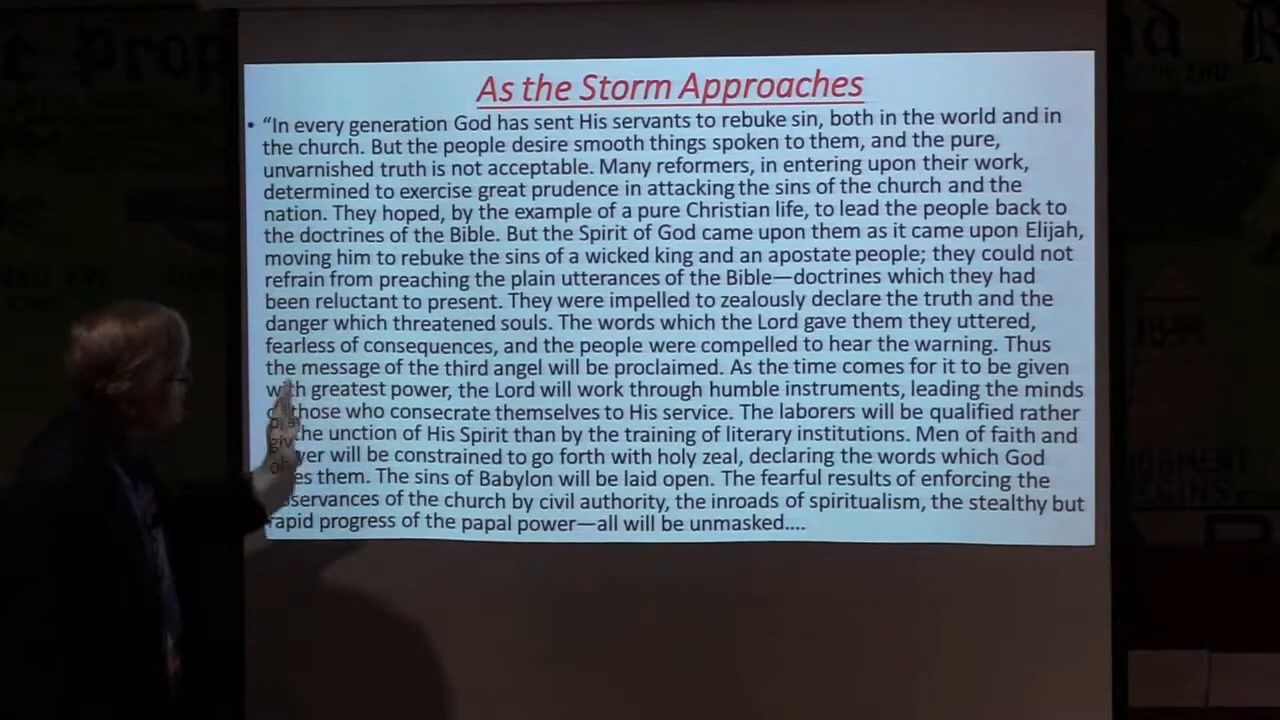 As the Storm Approaches
• “In every generation God has sent His servants to rebuke sin, both in the world and in
the church. But the people desire smooth things spoken to them, and the pure,
unvarnished truth is not acceptable. Many reformers, in entering upon their work,
determined to exercise great prudence in attacking the sins of the church and the
nation. They hoped, by the example of a pure Christian life, to lead the people back to
the doctrines of the Bible. But the Spirit of God came upon them as it came upon Elijah,
moving him to rebuke the sins of a wicked king and an apostate people; they could not
refrain from preaching the plain utterances of the Bible—doctrines which they had
been reluctant to present. They were impelled to zealously declare the truth and the
danger which threatened souls. The words which the Lord gave them they uttered,
fearless of consequences, and the people were compelled to hear the warning. Thus
the message of the third angel will be proclaimed. As the time comes for it to be given
with greatest power, the Lord will work through humble instruments, leading the minds
those who consecrate themselves to His service. The laborers will be qualified rather
the unction of His Spirit than by the training of literary institutions. Men of faith and
will be constrained to go forth with holy zeal, declaring the words which God
them. The sins of Babylon will be laid open. The fearful results of enforcing the
of the church by civil authority, the inroads of spiritualism, the stealthy but
rapid progress of the papal power—all will be unmasked....